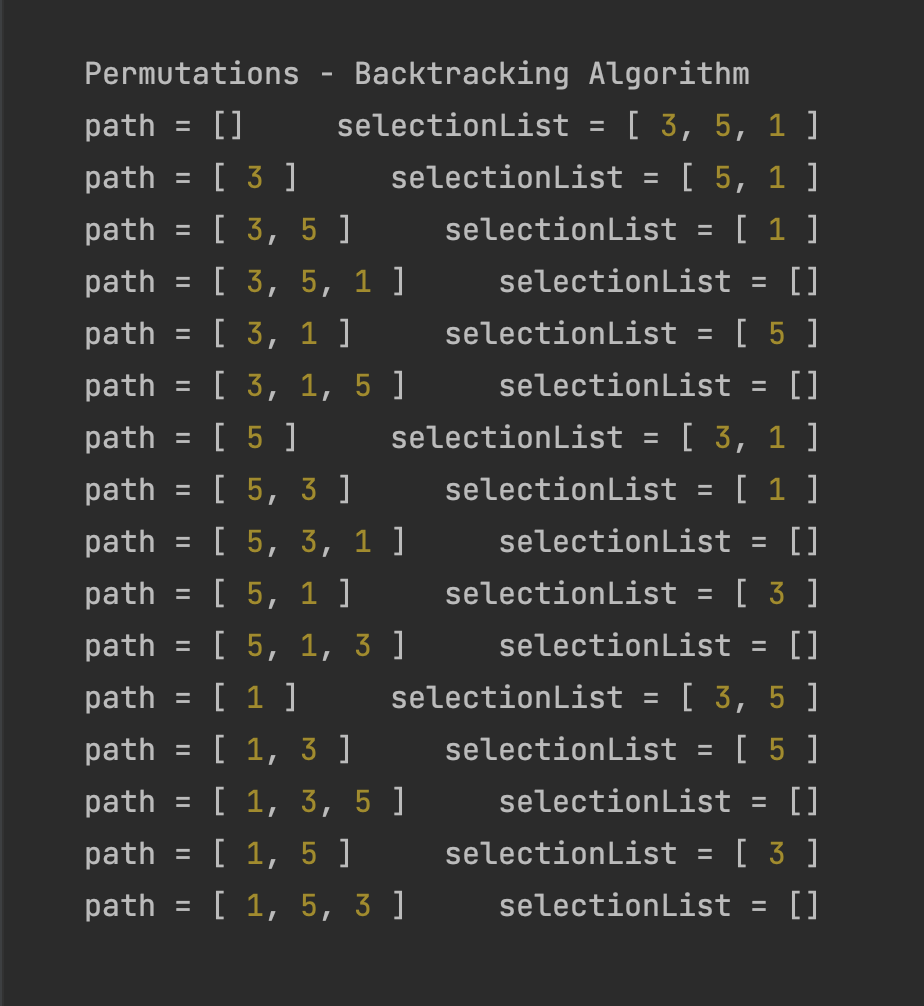 Permutations - Backtracking Algorithm
path = []     selectionList = [ 3, 5, 1 ]
path = [ 3 ]     selectionList = [ 5, 1 ]
path = [ 3, 5 ]     selectionList = [ 1 ]
path = [ 3, 5, 1 ]     selectionList = []
path = [ 3, 1 ]     selectionList = [ 5 ]
path = [ 3, 1, 5 ]     selectionList = []
path = [ 5 ]     selectionList = [ 3, 1 ]
path = [ 5, 3 ]     selectionList = [ 1 ]
path = [ 5, 3, 1 ]     selectionList = []
path = [ 5, 1 ]     selectionList = [ 3 ]
path = [ 5, 1, 3 ]     selectionList = []
path = [ 1 ]     selectionList = [ 3, 5 ]
path = [ 1, 3 ]     selectionList = [ 5 ]
path = [ 1, 3, 5 ]     selectionList = []
path = [ 1, 5 ]     selectionList = [ 3 ]
path = [ 1, 5, 3 ]     selectionList = []